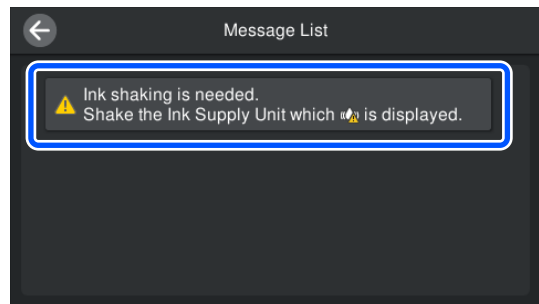 Message List
Ink shaking is needed.
Shake the Ink Supply Unit which is displayed.